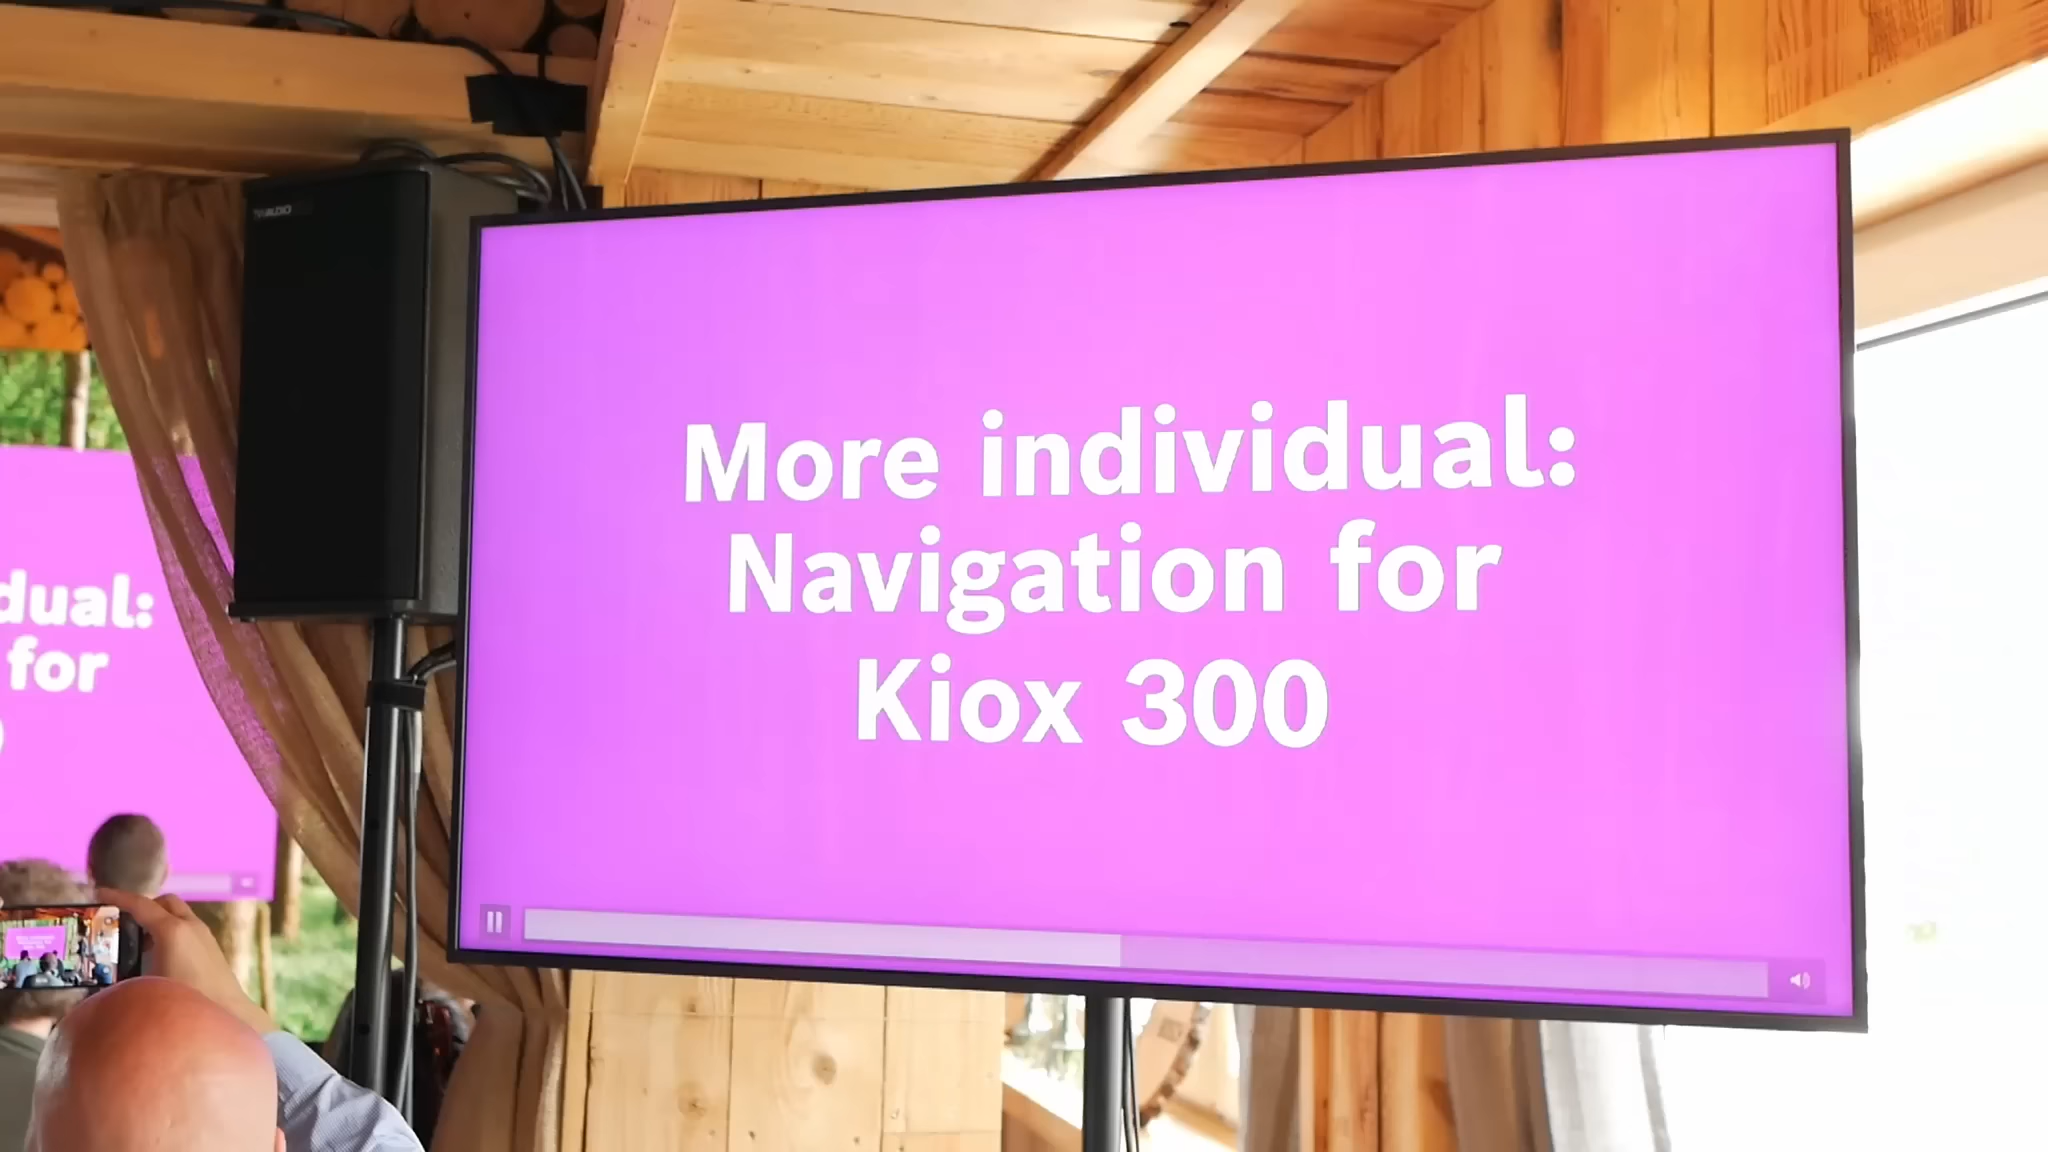 More individual:
Navigation for
Kiox 300
dual:
for